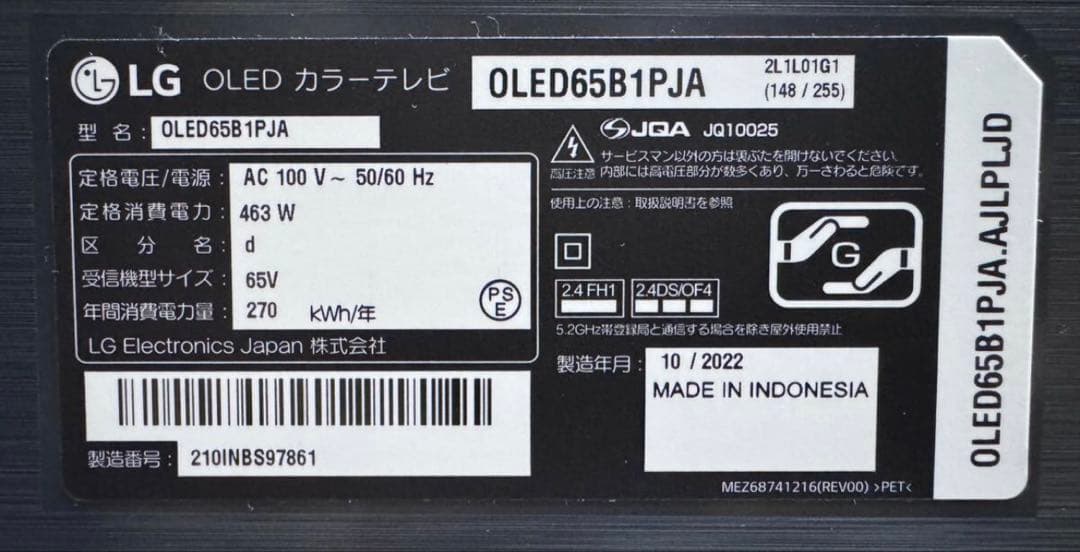 LG OLED カラーテレビ OLED65B1PJA 2L1L01G1
(148 / 255)
型 名 : OLED65B1PJA
定格電圧/電源 : AC 100 V ~ 50/60 Hz
定格消費電力 : 463 W
区 分 名 : d
受信機型サイズ : 65V
年間消費電力量 : 270 kWh/年
PS
E
LG Electronics Japan 株式会社
製造番号 : 210INBS97861
JQA JQ10025
サービスマン以外の方は裏ぶたを開けないでください。
高圧注意 内部には高電圧部分が数多くあり、万一さわると危険です。
使用上の注意 : 取扱説明書を参照
G
2.4 FH1 2.4DS/OF4
5.2GHz帯登録局と通信する場合を除き屋外使用禁止
製造年月 : 10 / 2022
MADE IN INDONESIA
MEZ68741216(REV00) >PET<
OLED65B1PJA.AJLPLJD